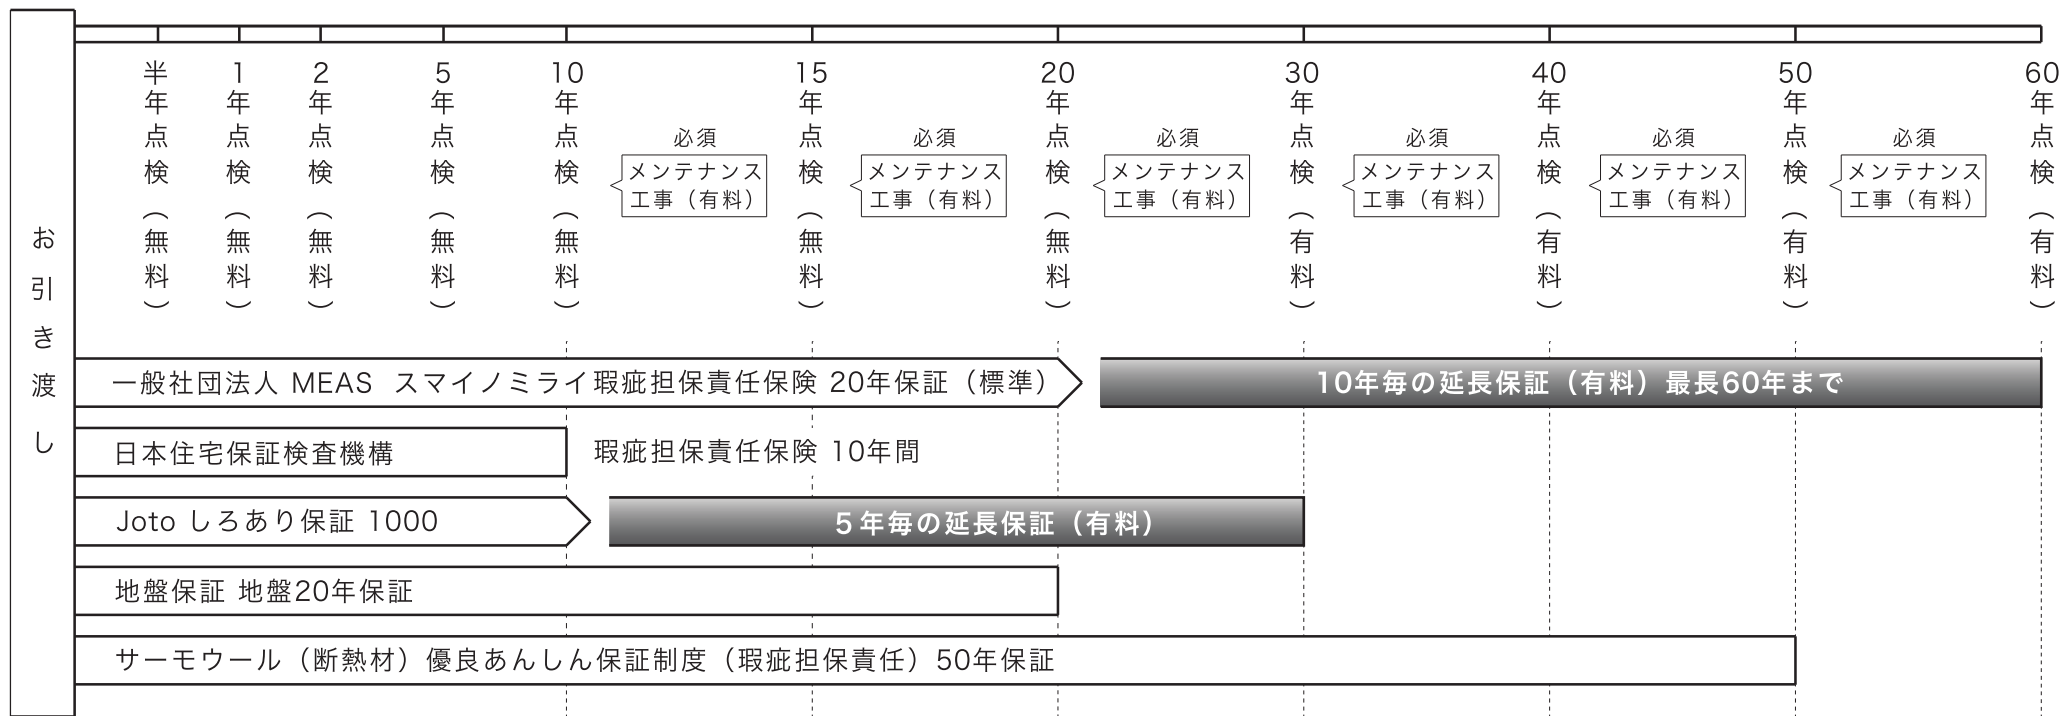 お引き渡し
半年点検（無料）
1年点検（無料）
2年点検（無料）
5年点検（無料）
10年点検（無料）
必須
メンテナンス
工事（有料）
15年点検（無料）
必須
メンテナンス
工事（有料）
20年点検（無料）
必須
メンテナンス
工事（有料）
30年点検（有料）
必須
メンテナンス
工事（有料）
40年点検（有料）
必須
メンテナンス
工事（有料）
50年点検（有料）
必須
メンテナンス
工事（有料）
60年点検（有料）
一般社団法人 MEAS スマイノミライ瑕疵担保責任保険 20年保証（標準）
10年毎の延長保証（有料）最長60年まで
日本住宅保証検査機構
瑕疵担保責任保険 10年間
Joto しろあり保証 1000
5年毎の延長保証（有料）
地盤保証 地盤20年保証
サーモウール（断熱材）優良あんしん保証制度（瑕疵担保責任）50年保証